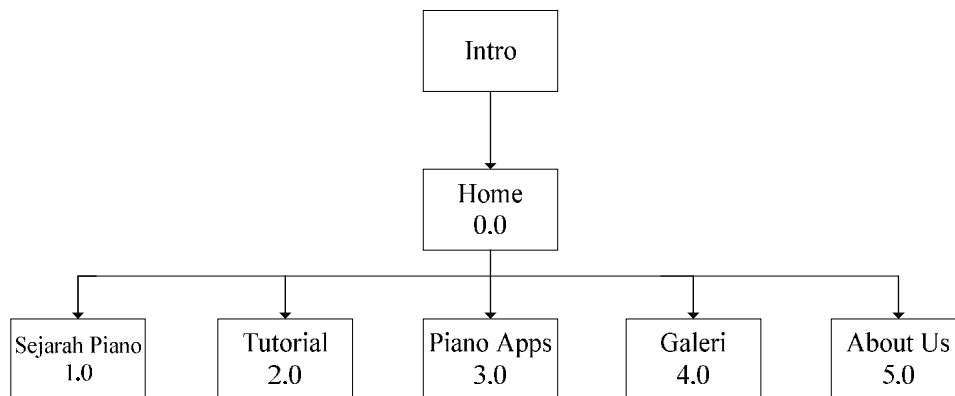 Intro
Home
0.0
Sejarah Piano
1.0
Tutorial
2.0
Piano Apps
3.0
Galeri
4.0
About Us
5.0